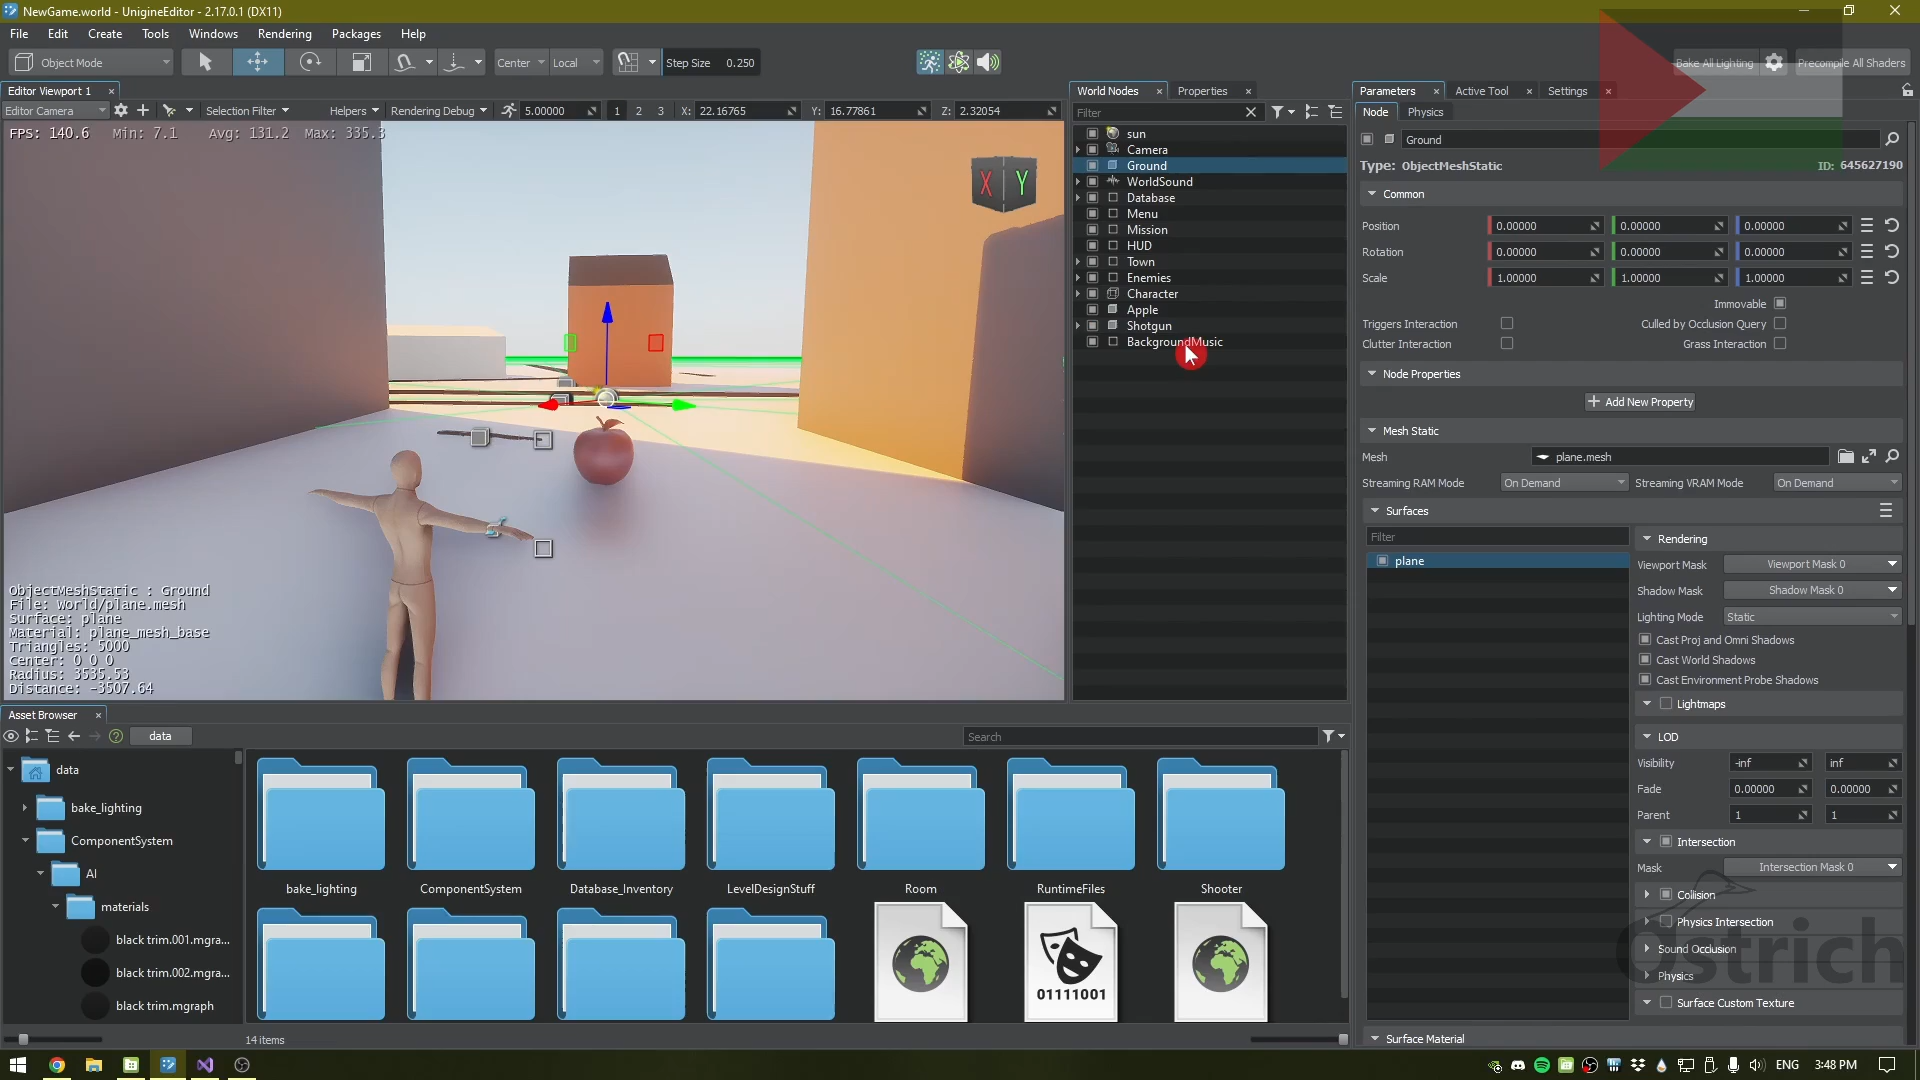 NewGame.world - UnigineEditor - 2.17.0.1 (DX11)
File Edit Create Tools Windows Rendering Packages Help
Object Mode Center Local Step Size 0.250 Bake All Lighting Precompile All Shaders
Editor Viewport 1
Editor Camera Selection Filter Helpers Rendering Debug 5.00000 1 2 3 X: 22.16765 Y: 16.77861 Z: 2.32054
FPS: 140.6 Min: 7.1 Avg: 131.2 Max: 335.3
X Y
ObjectMeshStatic : Ground
File: World/plane.mesh
Surface: plane
Material: plane_mesh_base
Triangles: 5000
Center: 0 0 0
Radius: 3535.53
Distance: -3507.64
World Nodes Properties
Filter
sun
Camera
Ground
WorldSound
Database
Menu
Mission
HUD
Town
Enemies
Character
Apple
Shotgun
BackgroundMusic
Parameters Active Tool Settings
Node Physics
Ground
Type: ObjectMeshStatic ID: 645627190
Common
Position 0.00000 0.00000 0.00000
Rotation 0.00000 0.00000 0.00000
Scale 1.00000 1.00000 1.00000
Immovable
Triggers Interaction Culled by Occlusion Query
Clutter Interaction Grass Interaction
Node Properties
Add New Property
Mesh Static
Mesh plane.mesh
Streaming RAM Mode On Demand Streaming VRAM Mode On Demand
Surfaces
Filter
plane
Rendering
Viewport Mask Viewport Mask 0
Shadow Mask Shadow Mask 0
Lighting Mode Static
Cast Proj and Omni Shadows
Cast World Shadows
Cast Environment Probe Shadows
Lightmaps
LOD
Visibility -inf inf
Fade 0.00000 0.00000
Parent 1 1
Intersection
Mask Intersection Mask 0
Collision
Physics Intersection
Sound Occlusion
Physics
Surface Custom Texture
Surface Material
Ostrich
Asset Browser
data
Search
data
bake_lighting
ComponentSystem
AI
materials
black trim.001.mgra...
black trim.002.mgra...
black trim.mgraph
bake_lighting ComponentSystem Database_Inventory LevelDesignStuff Room RuntimeFiles Shooter
01111001
14 items
ENG 3:48 PM